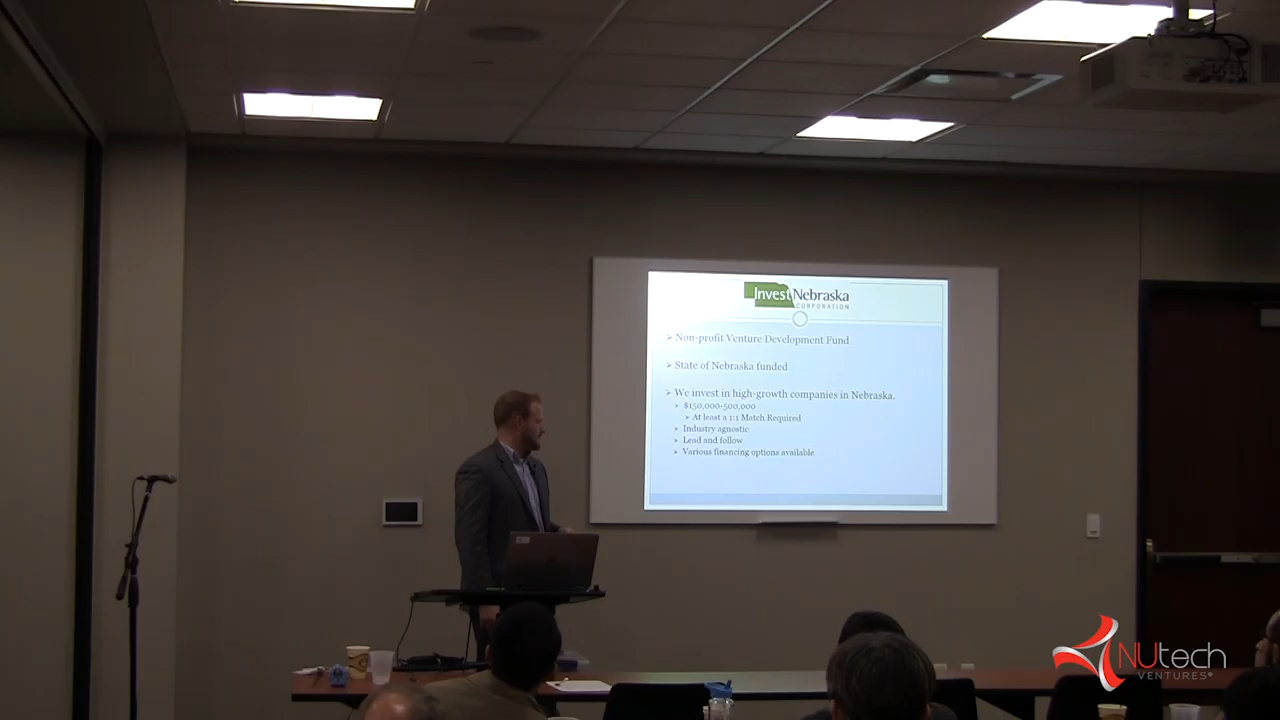 Invest Nebraska
CORPORATION
➢ Non-profit Venture Development Fund
➢ State of Nebraska funded
➢ We invest in high-growth companies in Nebraska.
➢ $150,000-500,000
➢ At least a 1:1 Match Required
➢ Industry agnostic
➢ Lead and follow
➢ Various financing options available
NUtech
VENTURES®